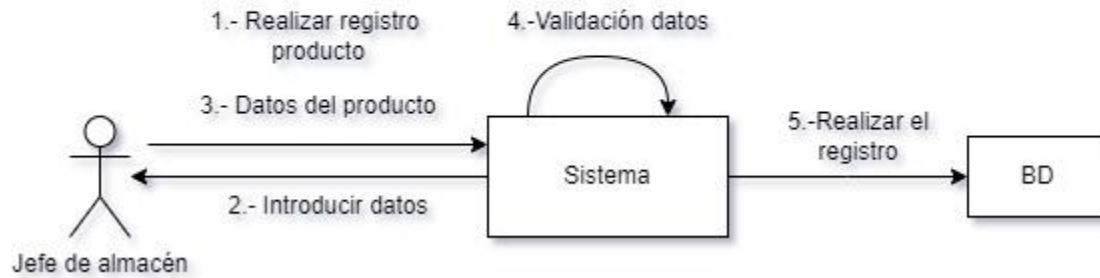 1.- Realizar registro
producto
4.-Validación datos
3.- Datos del producto
5.-Realizar el
registro
Sistema
BD
2.- Introducir datos
Jefe de almacén